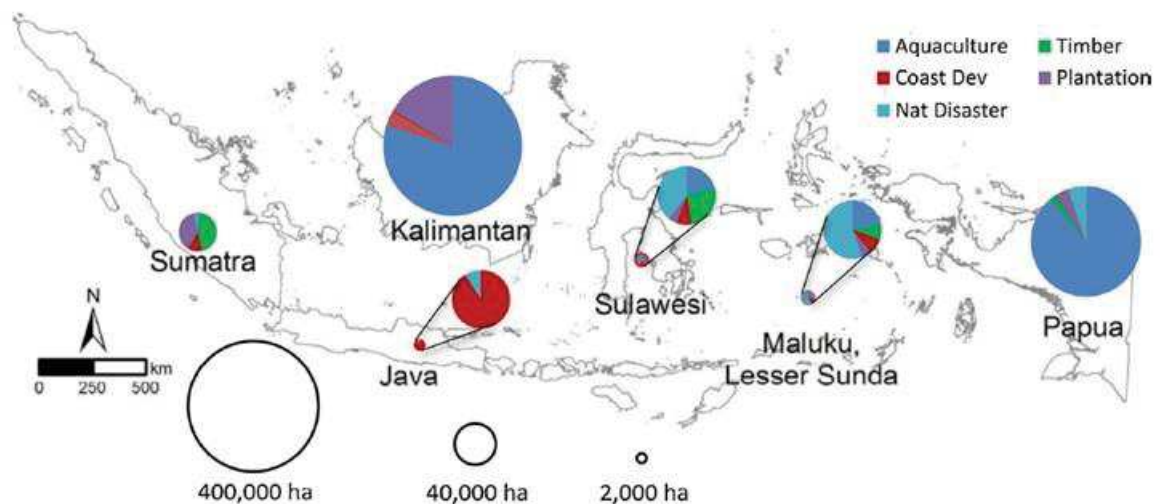 Aquaculture
Timber
Coast Dev
Plantation
Nat Disaster
Kalimantan
Sumatra
Sulawesi
Papua
Maluku,
Lesser Sunda
Java
N
km
0 250 500
400,000 ha
40,000 ha
2,000 ha